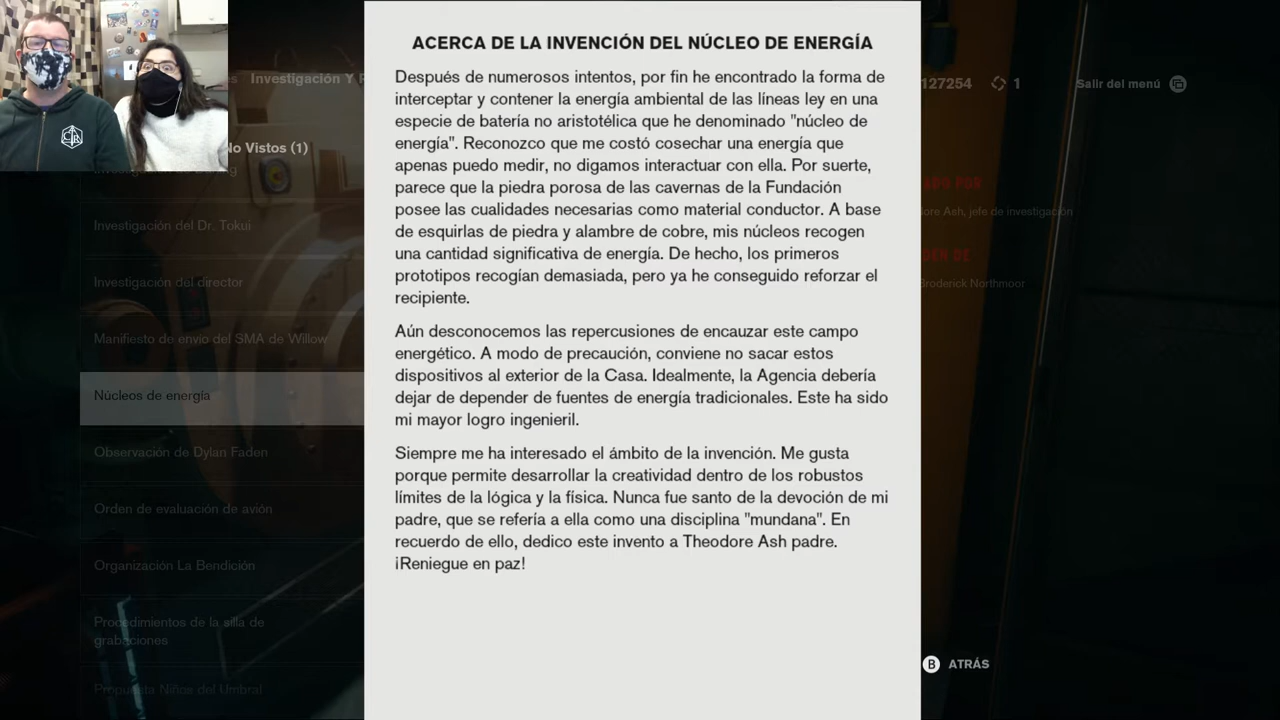 ACERCA DE LA INVENCIÓN DEL NÚCLEO DE ENERGÍA
Después de numerosos intentos, por fin he encontrado la forma de
interceptar y contener la energía ambiental de las líneas ley en una
especie de batería no aristotélica que he denominado "núcleo de
energía". Reconozco que me costó cosechar una energía que
apenas puedo medir, no digamos interactuar con ella. Por suerte,
parece que la piedra porosa de las cavernas de la Fundación
posee las cualidades necesarias como material conductor. A base
de esquirlas de piedra y alambre de cobre, mis núcleos recogen
una cantidad significativa de energía. De hecho, los primeros
prototipos recogían demasiada, pero ya he conseguido reforzar el
recipiente.
Aún desconocemos las repercusiones de encauzar este campo
energético. A modo de precaución, conviene no sacar estos
dispositivos al exterior de la Casa. Idealmente, la Agencia debería
dejar de depender de fuentes de energía tradicionales. Este ha sido
mi mayor logro ingenieril.
Siempre me ha interesado el ámbito de la invención. Me gusta
porque permite desarrollar la creatividad dentro de los robustos
límites de la lógica y la física. Nunca fue santo de la devoción de mi
padre, que se refería a ella como una disciplina "mundana". En
recuerdo de ello, dedico este invento a Theodore Ash padre.
¡Reniegue en paz!
Investigación Y
No Vistos (1)
Investigación del Dr. Tokui
Investigación del director
Manifiesto de envío del SMA de Willow
Núcleos de energía
Observación de Dylan Faden
Orden de evaluación de avión
Organización La Bendición
Procedimientos de la silla de
grabaciones
Propuesta Niños del Umbral
127254
1
Salir del menú
POR
Ash, jefe de investigación
DE
Broderick Northmoor
B ATRÁS